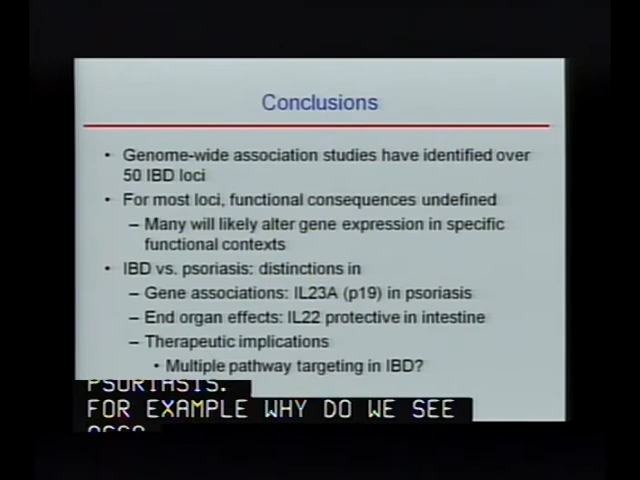 Conclusions
• Genome-wide association studies have identified over
50 IBD loci
• For most loci, functional consequences undefined
– Many will likely alter gene expression in specific
functional contexts
• IBD vs. psoriasis: distinctions in
– Gene associations: IL23A (p19) in psoriasis
– End organ effects: IL22 protective in intestine
– Therapeutic implications
• Multiple pathway targeting in IBD?
PSORIASIS.
FOR EXAMPLE WHY DO WE SEE